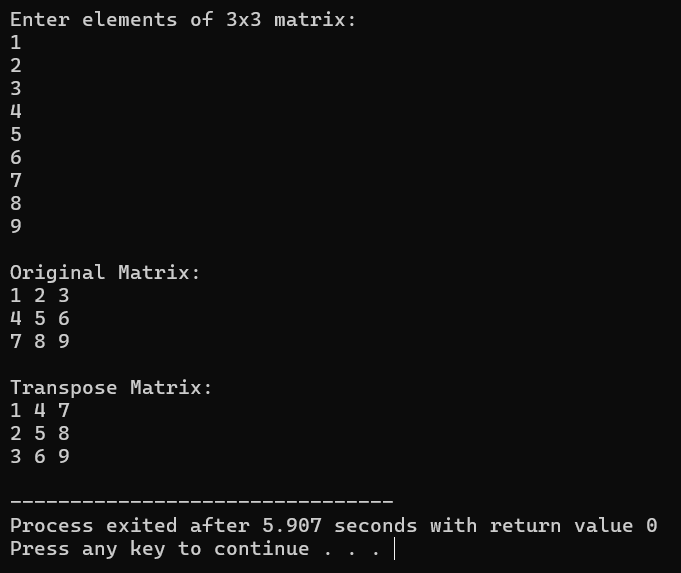 Enter elements of 3x3 matrix:
1
2
3
4
5
6
7
8
9
Original Matrix:
1 2 3
4 5 6
7 8 9
Transpose Matrix:
1 4 7
2 5 8
3 6 9
--------------------------------
Process exited after 5.907 seconds with return value 0
Press any key to continue . . .